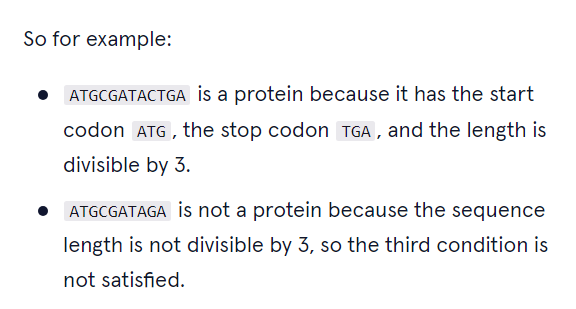 So for example:
ATGCGATACTGA is a protein because it has the start
codon ATG, the stop codon TGA, and the length is
divisible by 3.
ATGCGATAGA is not a protein because the sequence
length is not divisible by 3, so the third condition is
not satisfied.